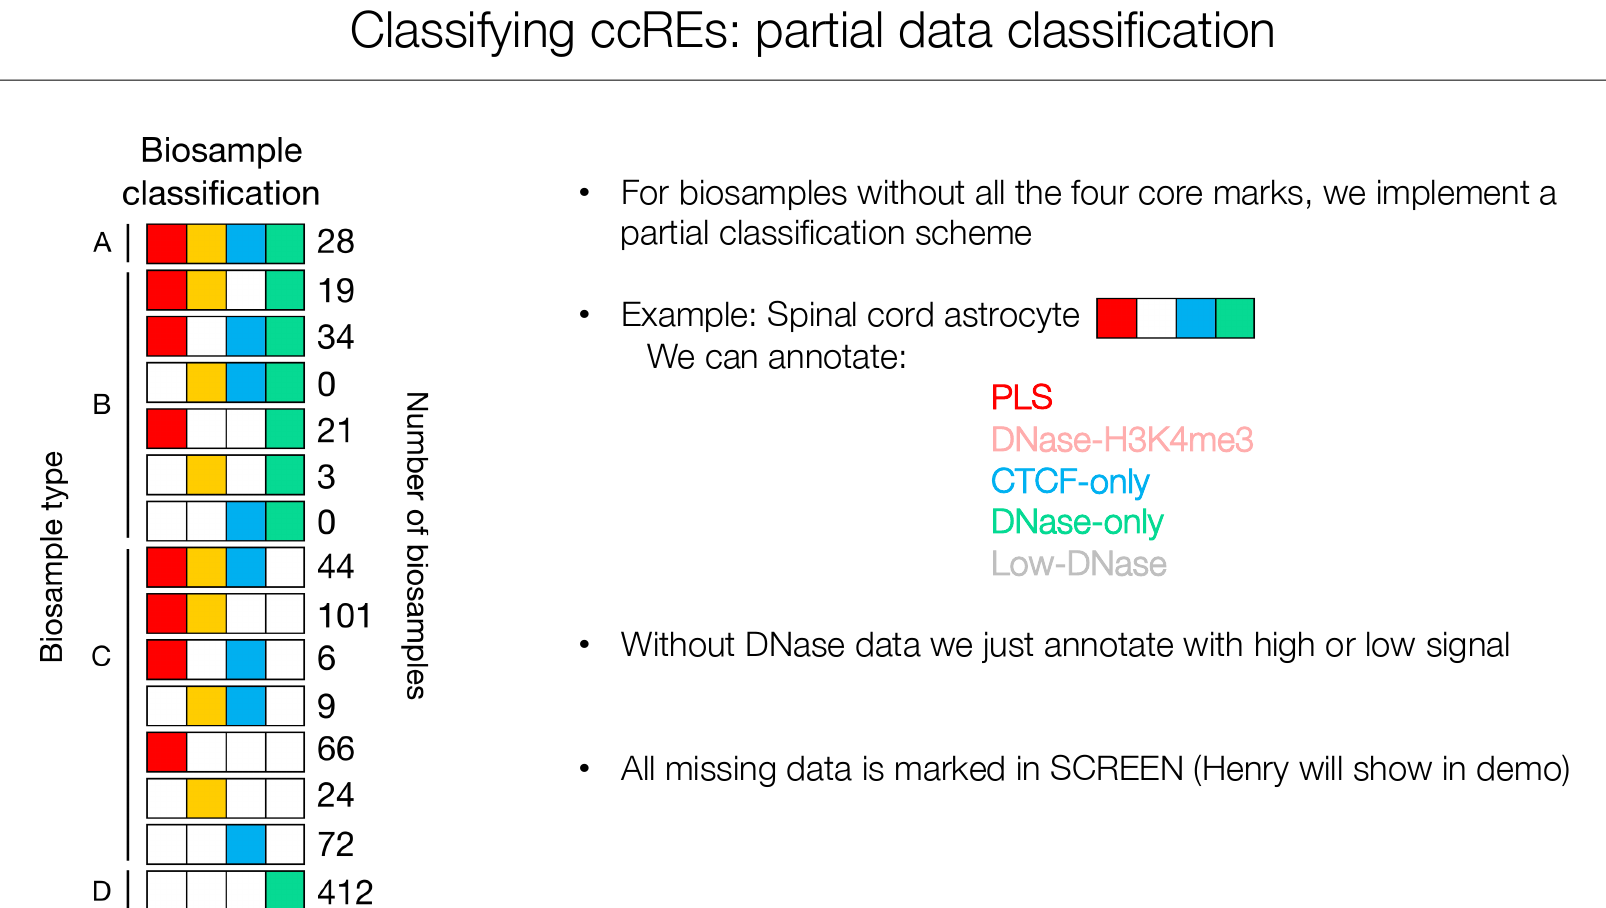 Classifying ccREs: partial data classification
Biosample
classification
A
28
19
34
0
B
21
3
0
44
101
C
6
9
66
24
72
D
412
Biosample type
Number of biosamples
• For biosamples without all the four core marks, we implement a
partial classification scheme
• Example: Spinal cord astrocyte
We can annotate:
PLS
DNase-H3K4me3
CTCF-only
DNase-only
Low-DNase
• Without DNase data we just annotate with high or low signal
• All missing data is marked in SCREEN (Henry will show in demo)